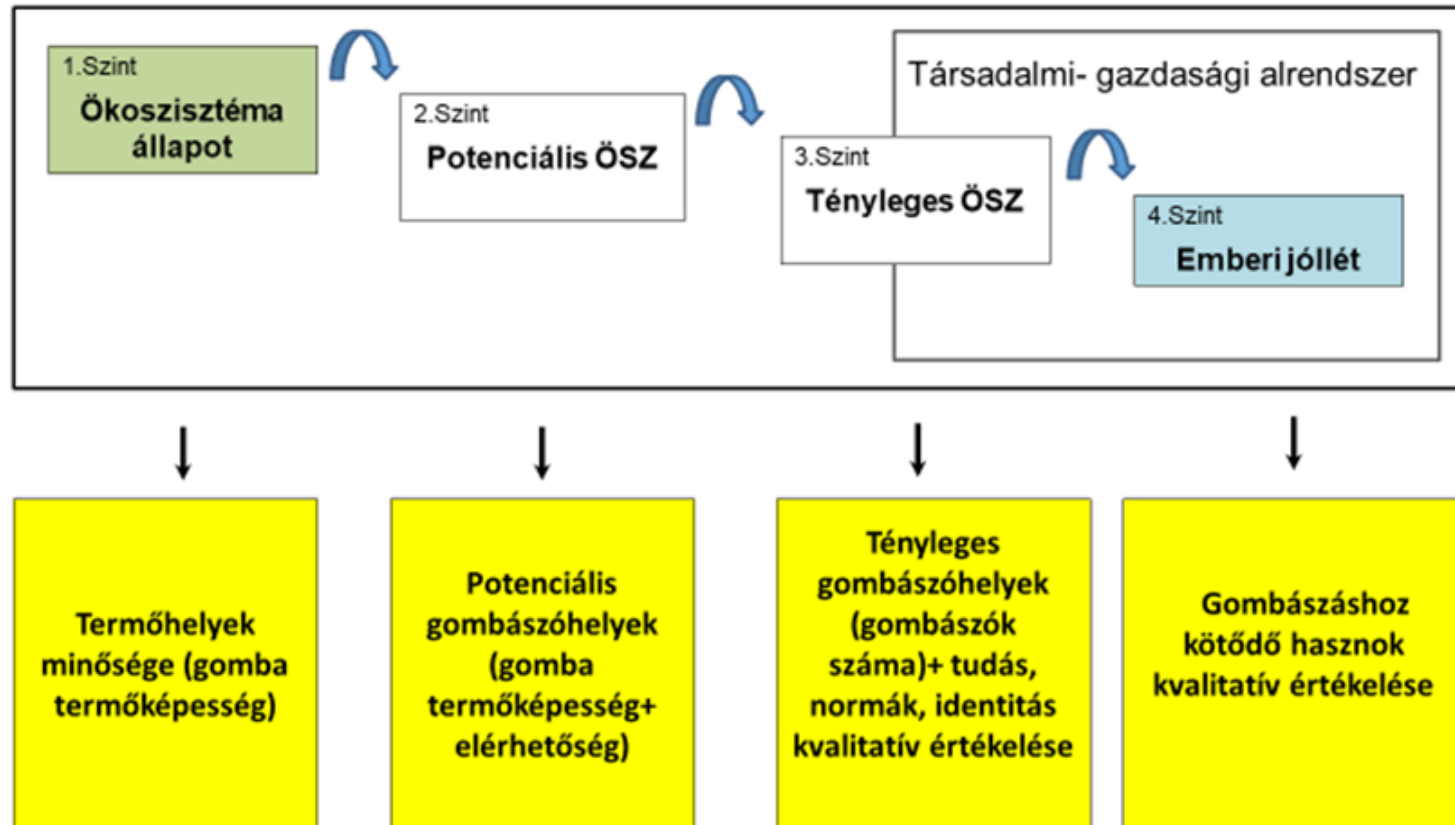 1.Szint
Ökoszisztéma
állapot
2.Szint
Potenciális ÖSZ
Társadalmi- gazdasági alrendszer
3.Szint
Tényleges ÖSZ
4.Szint
Emberi jóllét
Termőhelyek
minősége (gomba
termőképesség)
Potenciális
gombászóhelyek
(gomba
termőképesség+
elérhetőség)
Tényleges
gombászóhelyek
(gombászók
száma)+ tudás,
normák, identitás
kvalitatív értékelése
Gombászáshoz
kötődő hasznok
kvalitatív értékelése